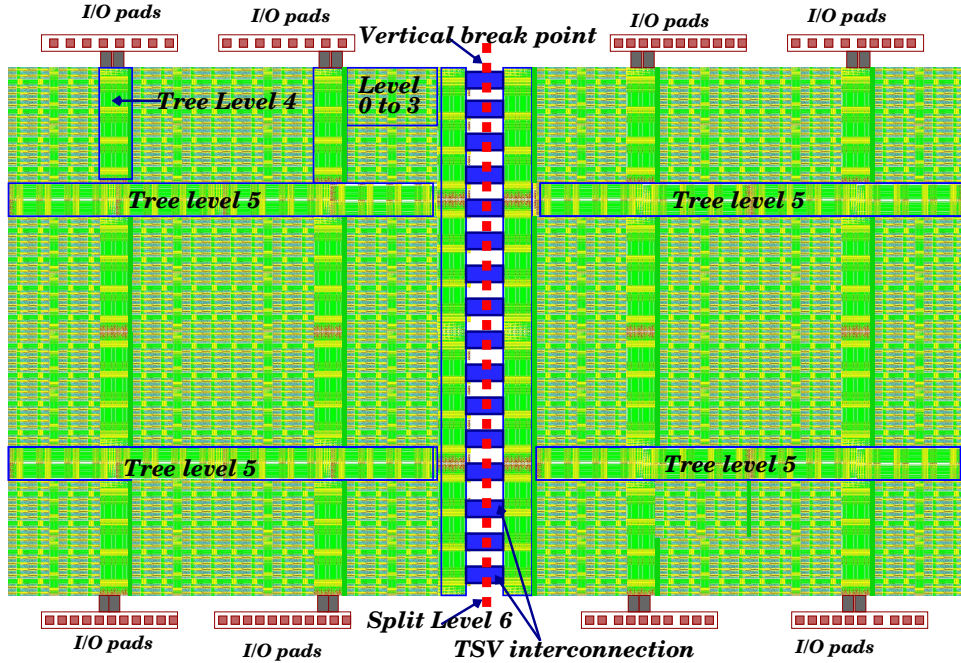 I/O pads
I/O pads
I/O pads
I/O pads
Vertical break point
Tree Level 4
Level
0 to 3
Tree level 5
Tree level 5
Tree level 5
Tree level 5
Split Level 6
TSV interconnection
I/O pads
I/O pads
I/O pads
I/O pads